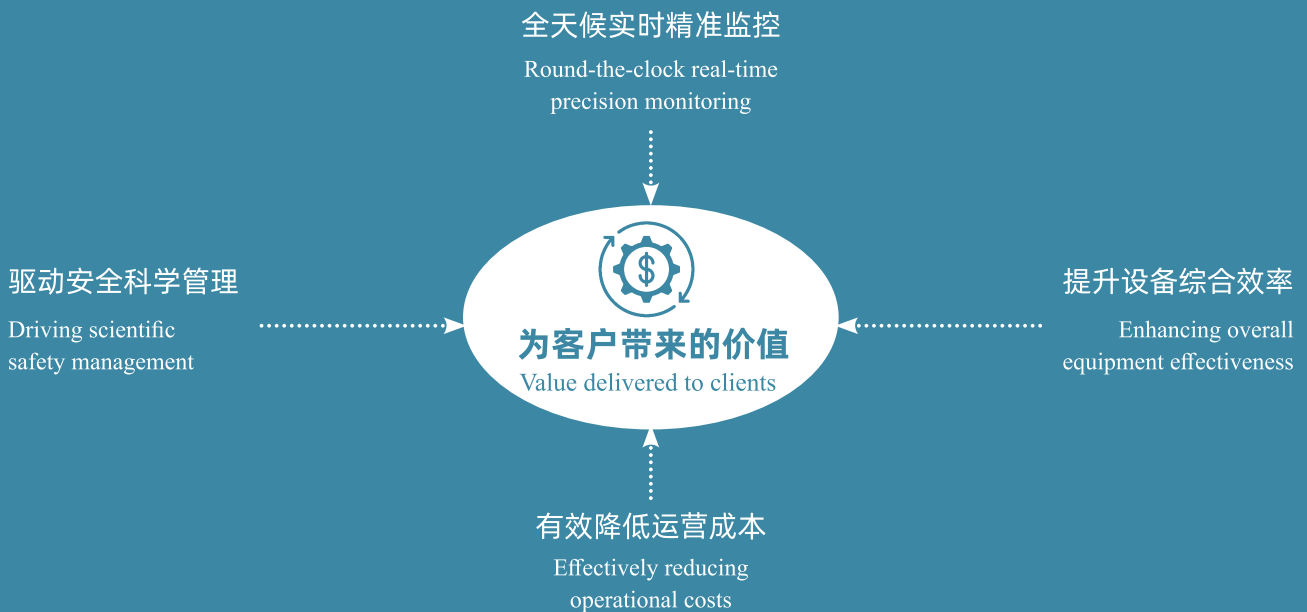 全天候实时精准监控
Round-the-clock real-time
precision monitoring
驱动安全科学管理
Driving scientific
safety management
$
为客户带来的价值
Value delivered to clients
提升设备综合效率
Enhancing overall
equipment effectiveness
有效降低运营成本
Effectively reducing
operational costs